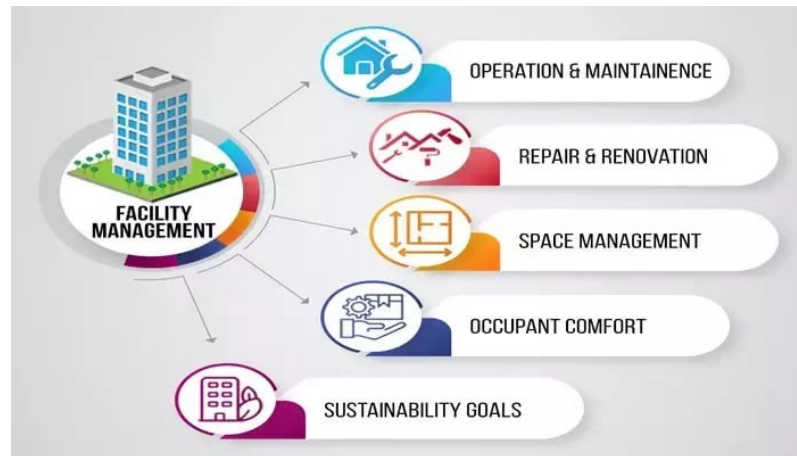 FACILITY
MANAGEMENT
OPERATION & MAINTAINENCE
REPAIR & RENOVATION
SPACE MANAGEMENT
OCCUPANT COMFORT
SUSTAINABILITY GOALS